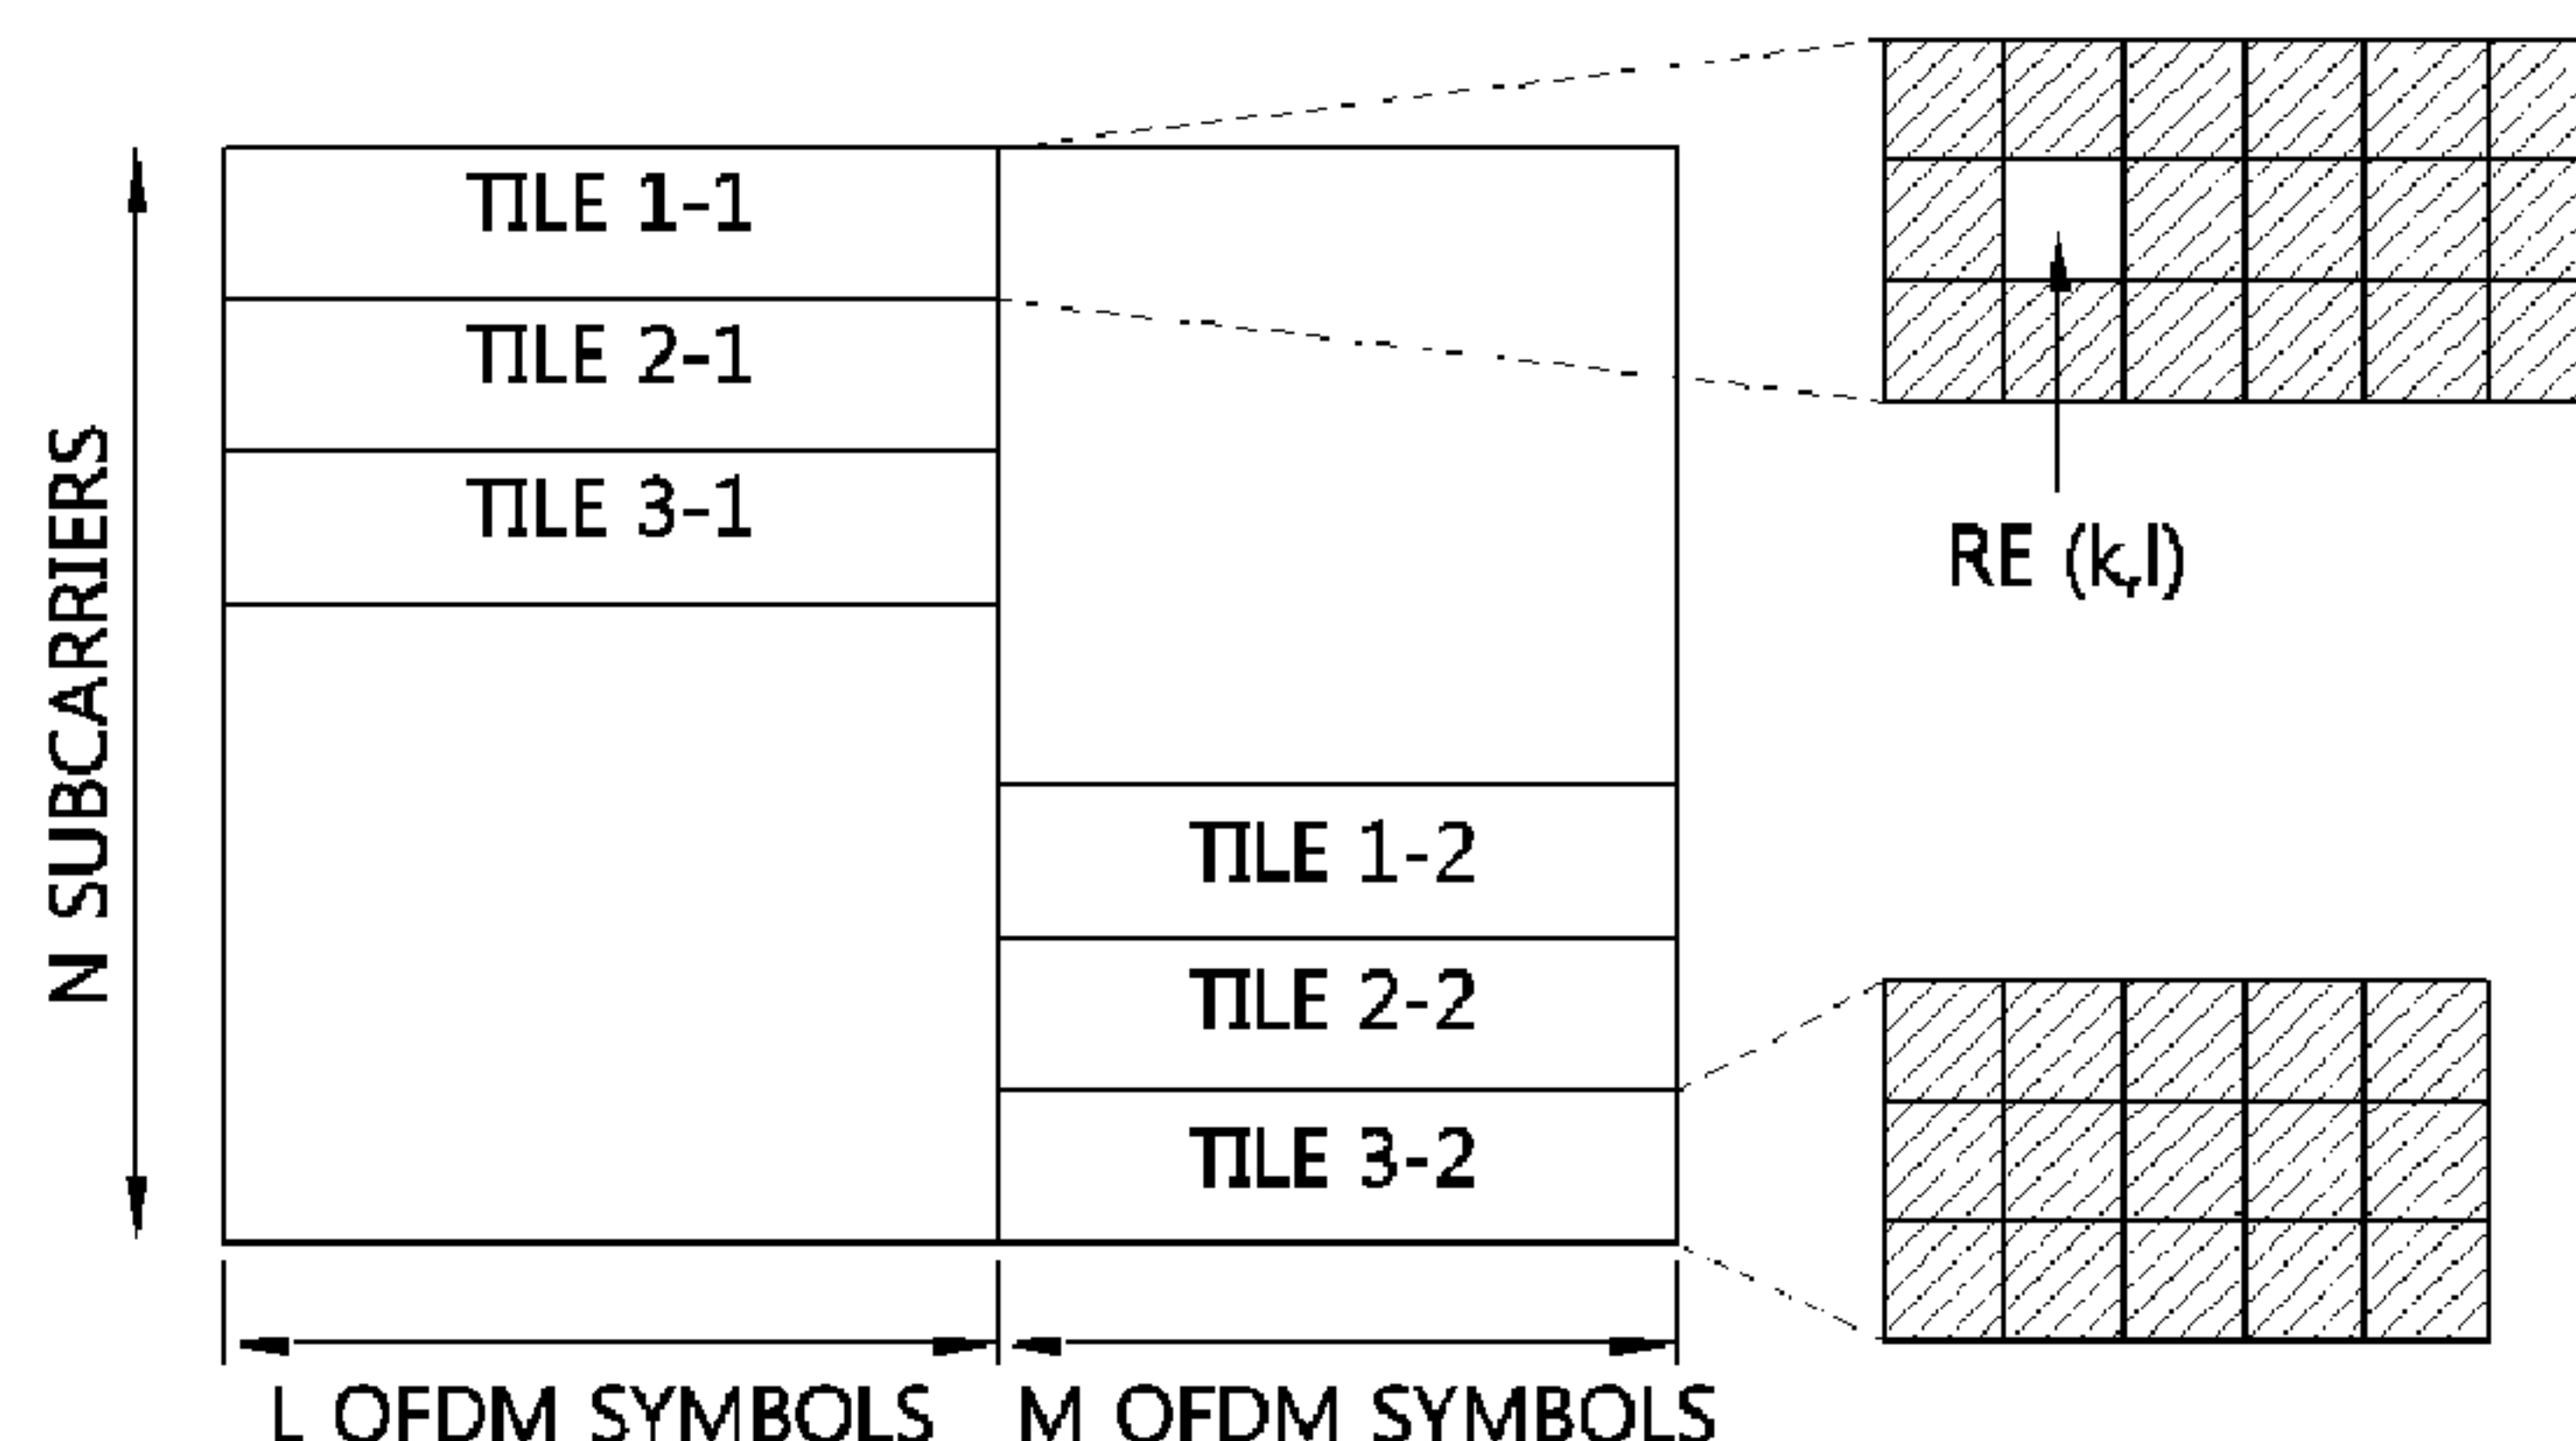 TILE 1-1
TILE 2-1
TILE 3-1
N SUBCARRIERS
RE (k,l)
TILE 1-2
TILE 2-2
TILE 3-2
L OFDM SYMBOLS
M OFDM SYMBOLS